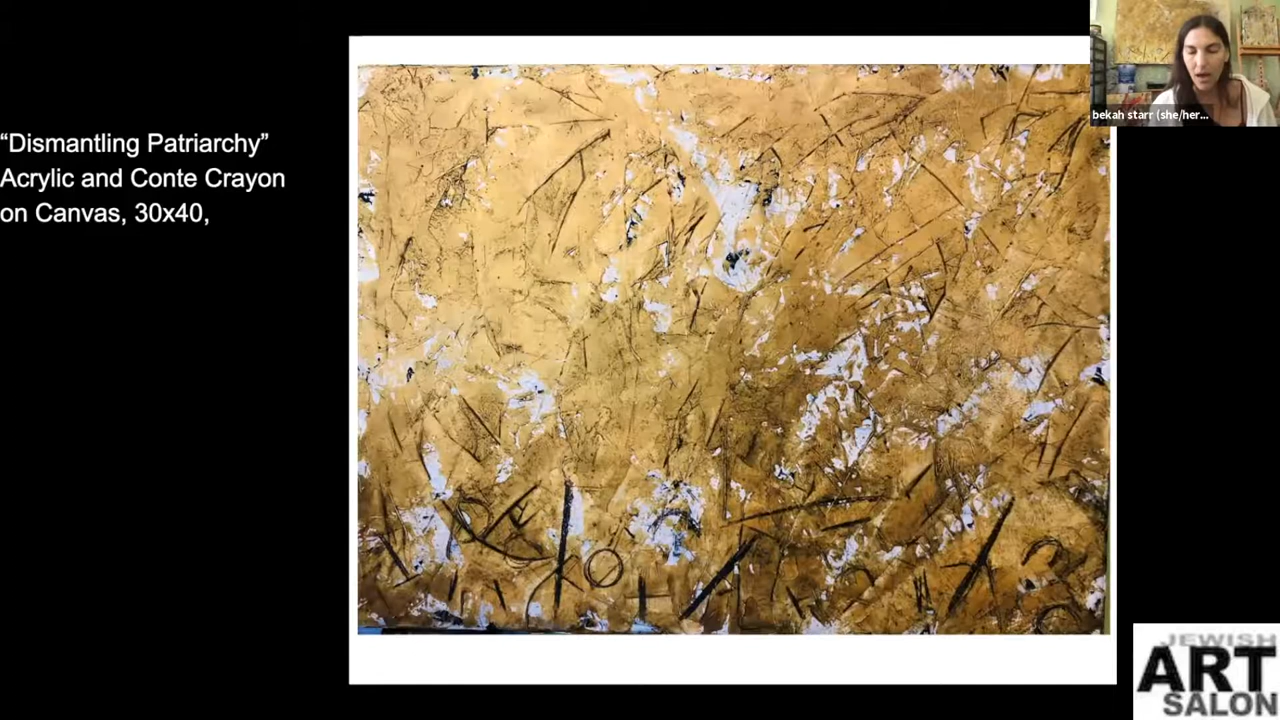 “Dismantling Patriarchy”
Acrylic and Conte Crayon
on Canvas, 30x40,
bekah starr (she/her...
JEWISH
ART
SALON